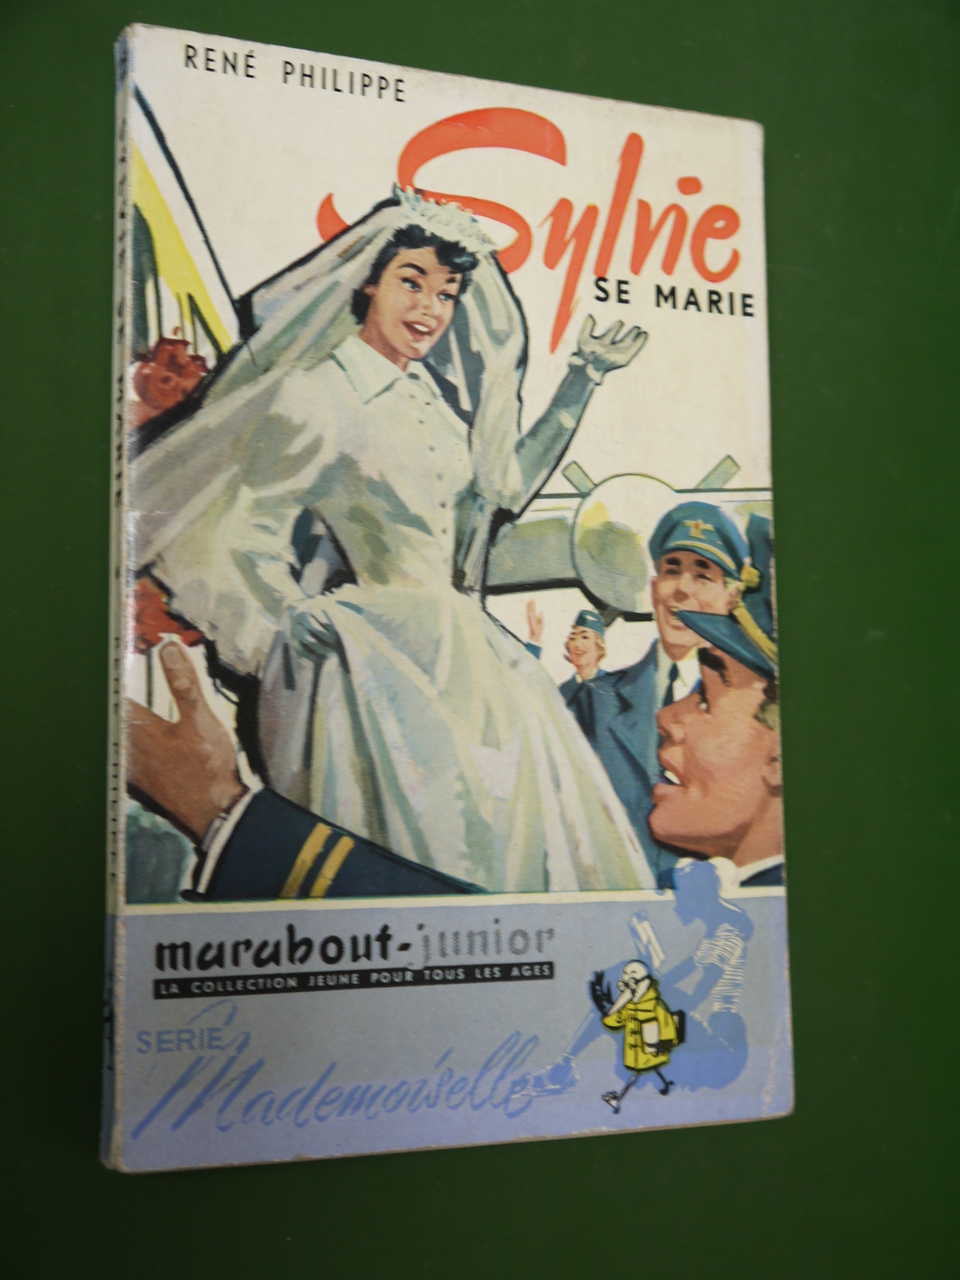 RENÉ PHILIPPE
Sylvie
SE MARIE
marabout-junior
LA COLLECTION JEUNE POUR TOUS LES AGES
SERIE
Mademoiselle